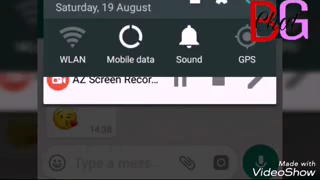 Saturday, 19 August
BG
Chat
WLAN
Mobile data
Sound
GPS
AZ Screen Recor...
14:38
Type a mess...
Made with
VideoShow